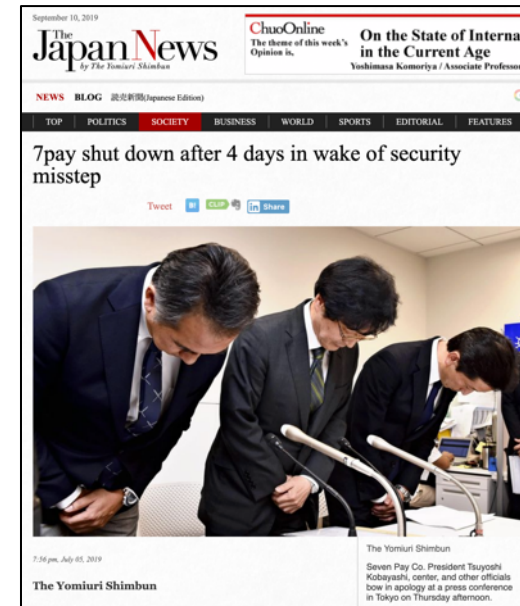 September 10, 2019
The
Japan News
by The Yomiuri Shimbun
ChuoOnline
The theme of this week's
Opinion is,
On the State of Interna
in the Current Age
Yoshimasa Komoriya / Associate Professor
NEWS BLOG 読売新聞(Japanese Edition)
TOP POLITICS SOCIETY BUSINESS WORLD SPORTS EDITORIAL FEATURES
7pay shut down after 4 days in wake of security
misstep
Tweet B! CLIP in Share
7:56 pm, July 05, 2019
The Yomiuri Shimbun
The Yomiuri Shimbun
Seven Pay Co. President Tsuyoshi
Kobayashi, center, and other officials
bow in apology at a press conference
in Tokyo on Thursday afternoon.